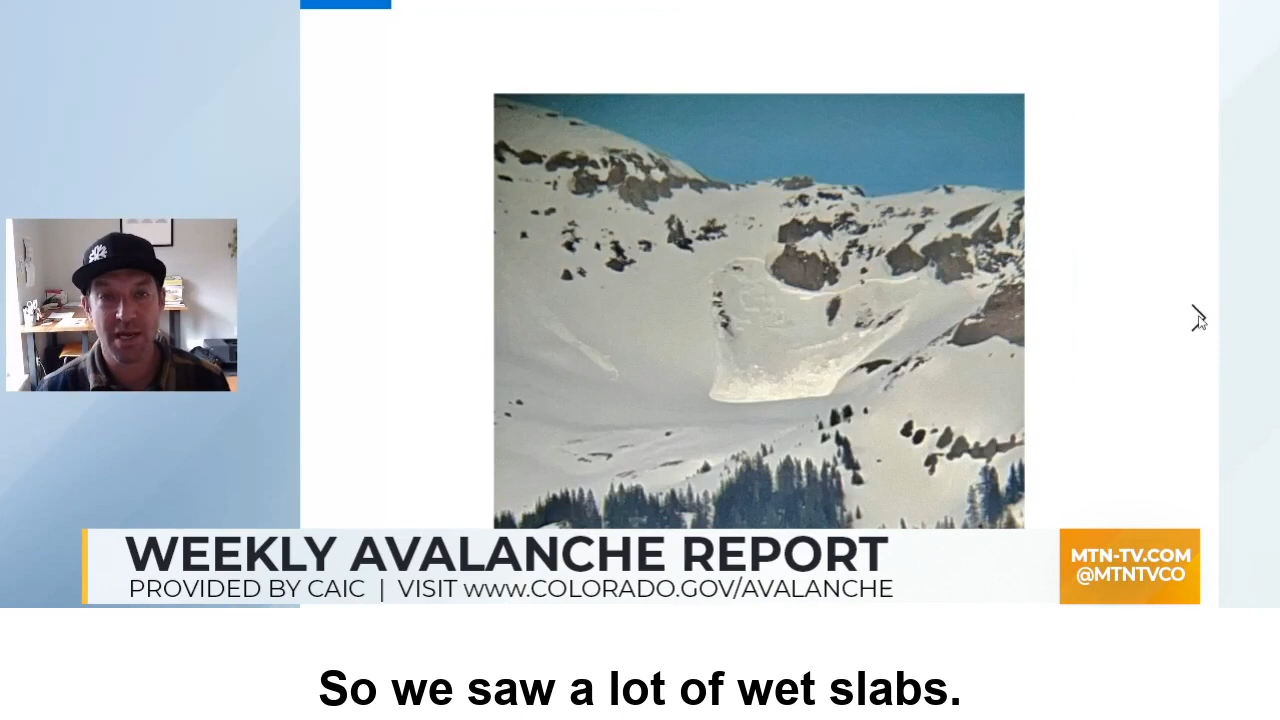 WEEKLY AVALANCHE REPORT
PROVIDED BY CAIC | VISIT www.COLORADO.GOV/AVALANCHE
MTN-TV.COM
@MTNTVCO
So we saw a lot of wet slabs.